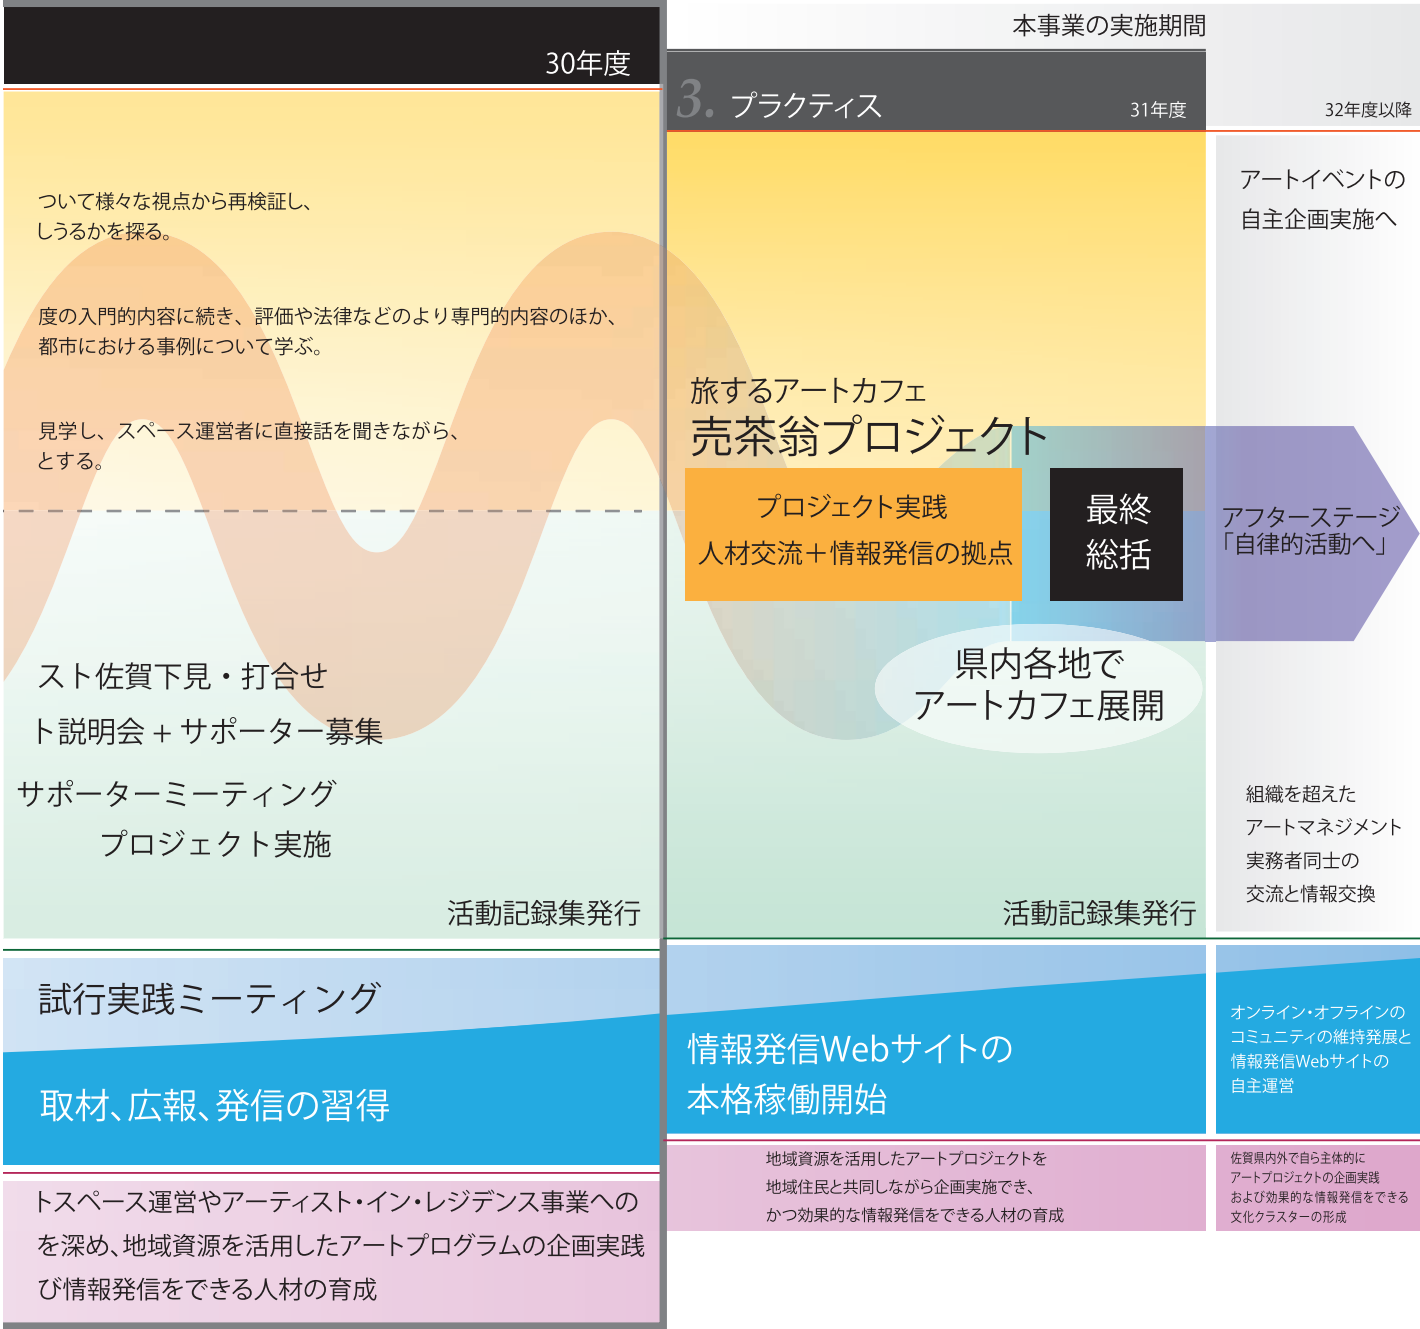 30年度
ついて様々な視点から再検証し、
しうるかを探る。
度の入門的内容に続き、評価や法律などのより専門的内容のほか、
都市における事例について学ぶ。
見学し、スペース運営者に直接話を聞きながら、
とする。
スト佐賀下見・打合せ
ト説明会＋サポーター募集
サポーターミーティング
プロジェクト実施
活動記録集発行
試行実践ミーティング
取材、広報、発信の習得
トスペース運営やアーティスト・イン・レジデンス事業への
を深め、地域資源を活用したアートプログラムの企画実践
び情報発信をできる人材の育成
本事業の実施期間
3. プラクティス 31年度
旅するアートカフェ
売茶翁プロジェクト
プロジェクト実践
人材交流＋情報発信の拠点
最終
総括
県内各地で
アートカフェ展開
活動記録集発行
情報発信Webサイトの
本格稼働開始
地域資源を活用したアートプロジェクトを
地域住民と共同しながら企画実施でき、
かつ効果的な情報発信をできる人材の育成
32年度以降
アートイベントの
自主企画実施へ
アフターステージ
「自律的活動へ」
組織を超えた
アートマネジメント
実務者同士の
交流と情報交換
オンライン・オフラインの
コミュニティの維持発展と
情報発信Webサイトの
自主運営
佐賀県内外で自ら主体的に
アートプロジェクトの企画実践
および効果的な情報発信をできる
文化クラスターの形成